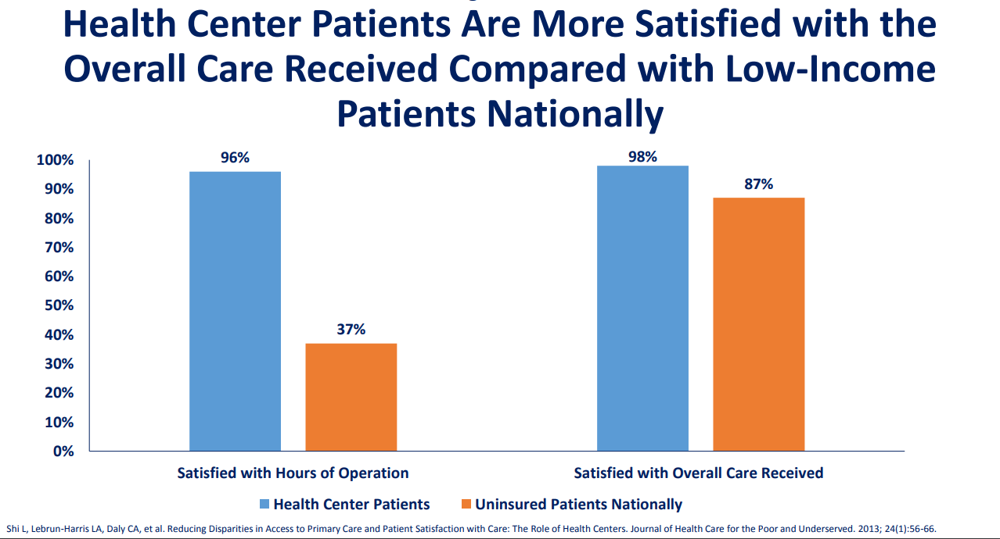 Health Center Patients Are More Satisfied with the
Overall Care Received Compared with Low-Income
Patients Nationally
100%
90%
80%
70%
60%
50%
40%
30%
20%
10%
0%
96%
37%
98%
87%
Satisfied with Hours of Operation
Satisfied with Overall Care Received
Health Center Patients
Uninsured Patients Nationally
Shi L, Lebrun-Harris LA, Daly CA, et al. Reducing Disparities in Access to Primary Care and Patient Satisfaction with Care: The Role of Health Centers. Journal of Health Care for the Poor and Underserved. 2013; 24(1):56-66.